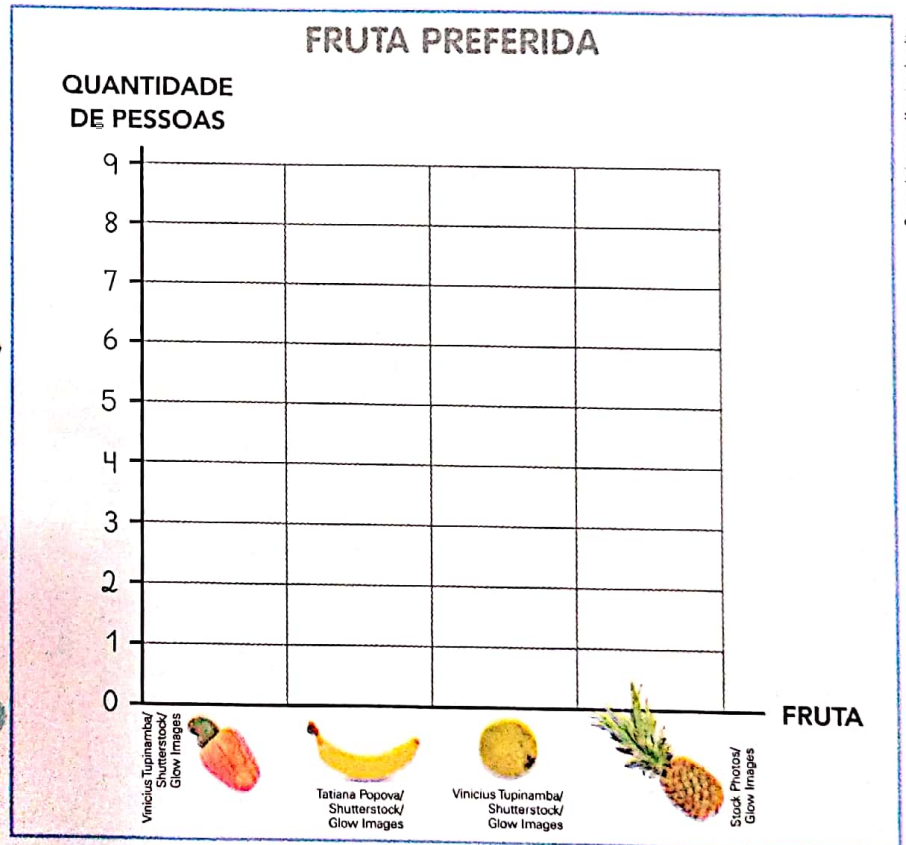 FRUTA PREFERIDA
QUANTIDADE
DE PESSOAS
9
8
7
6
5
4
3
2
1
0
FRUTA
Vinicius Tupinamba/
Shutterstock/
Glow Images
Tatiana Popova/
Shutterstock/
Glow Images
Vinicius Tupinamba/
Shutterstock/
Glow Images
Stock Photos/
Glow Images